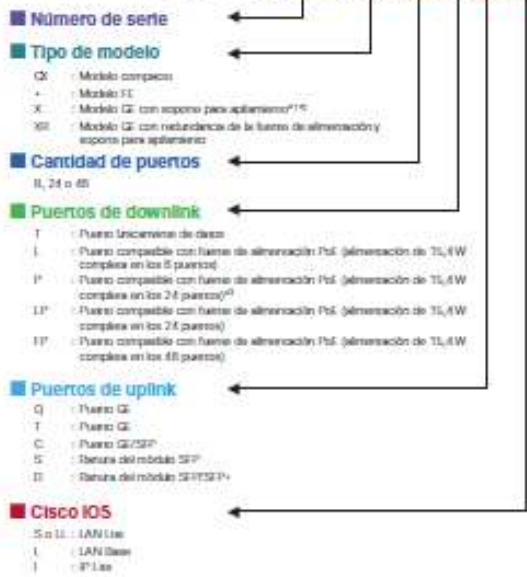 Número de serie
Tipo de modelo
CX : Modelo compacto
+ : Modelo FE
X : Modelo GE con soporte para apilamiento
XR : Modelo GE con redundancia de la fuente de alimentación y
soporte para apilamiento
Cantidad de puertos
8, 24 o 48
Puertos de downlink
T : Puerto únicamente de datos
L : Puerto compatible con fuente de alimentación PoE (alimentación de 15,4 W
completa en los 8 puertos)
P : Puerto compatible con fuente de alimentación PoE (alimentación de 15,4 W
completa en los 24 puertos)
LP : Puerto compatible con fuente de alimentación PoE (alimentación de 15,4 W
completa en los 24 puertos)
FP : Puerto compatible con fuente de alimentación PoE (alimentación de 15,4 W
completa en los 48 puertos)
Puertos de uplink
Q : Puerto GE
T : Puerto GE
C : Puerto GE/SFP
S : Ranura del módulo SFP
D : Ranura del módulo SFP/SFP+
Cisco IOS
S o LL : LAN Lite
L : LAN Base
I : IP Lite